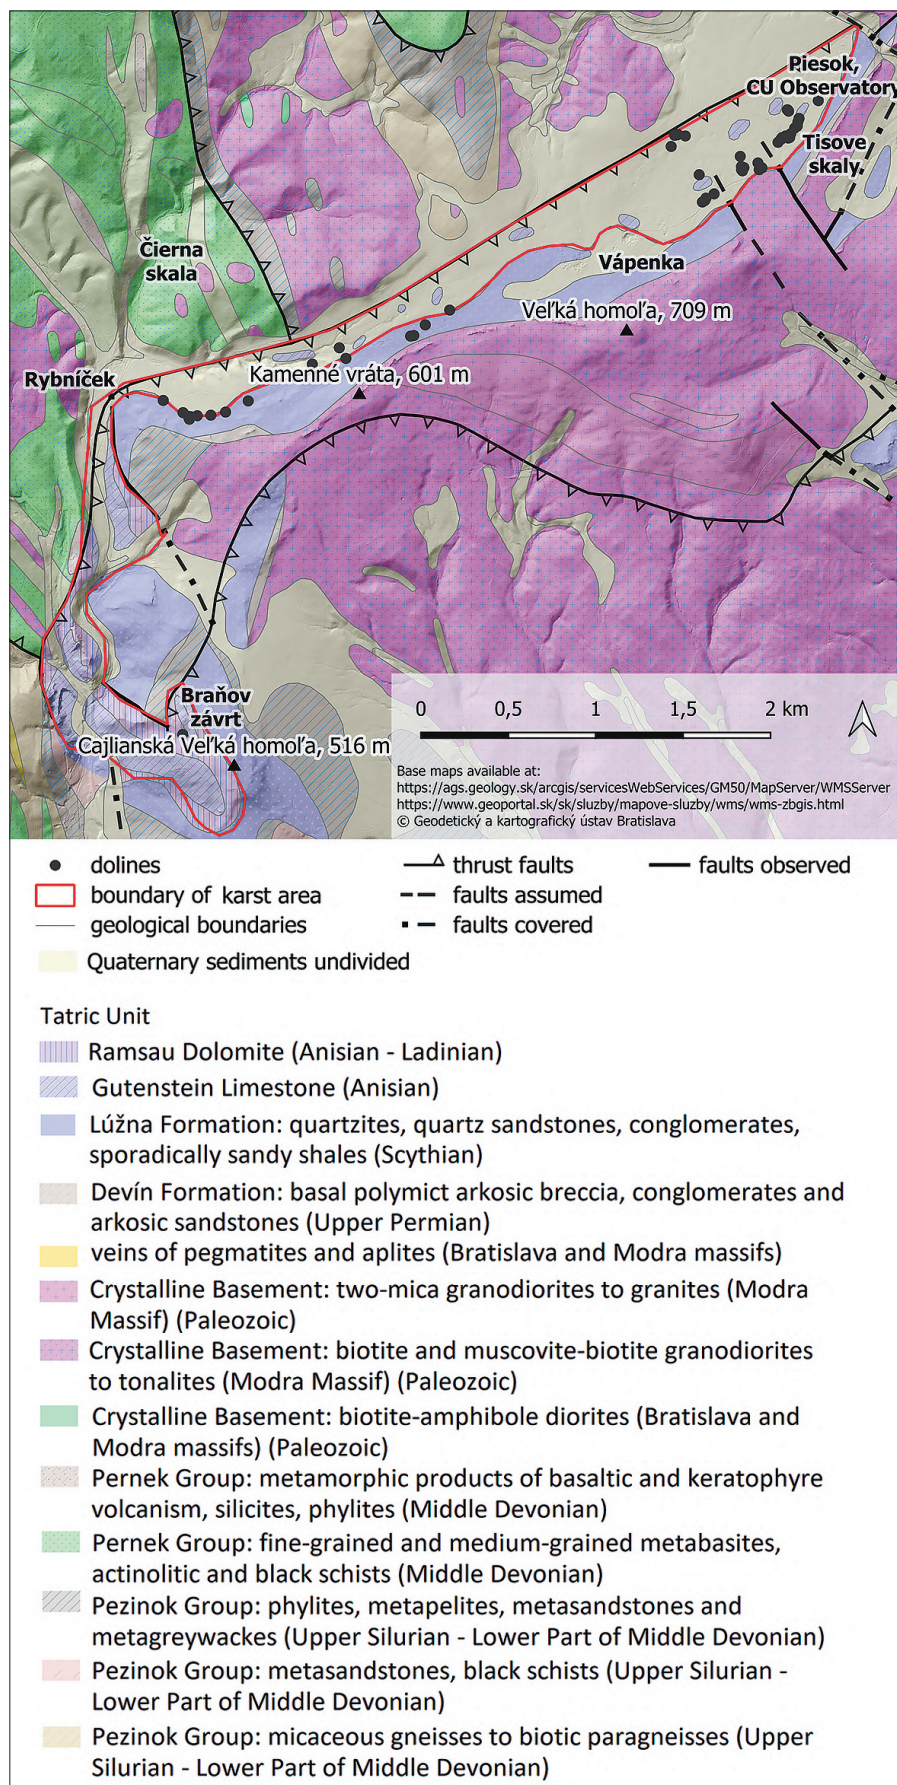 Piesok,
CU Observatory
Tisove
skaly
Čierna
skala
Vápenka
Veľká homoľa, 709 m
Rybníček
Kamenné vráta, 601 m
Braňov
závrt
Cajlianská Veľká homoľa, 516 m
0 0,5 1 1,5 2 km
Base maps available at:
https://ags.geology.sk/arcgis/servicesWebServices/GM50/MapServer/WMSServer
https://www.geoportal.sk/sk/sluzby/mapove-sluzby/wms/wms-zbgis.html
© Geodetický a kartografický ústav Bratislava
dolines
thrust faults
faults observed
boundary of karst area
faults assumed
geological boundaries
faults covered
Quaternary sediments undivided
Tatric Unit
Ramsau Dolomite (Anisian - Ladinian)
Gutenstein Limestone (Anisian)
Lúžna Formation: quartzites, quartz sandstones, conglomerates,
sporadically sandy shales (Scythian)
Devín Formation: basal polymict arkosic breccia, conglomerates and
arkosic sandstones (Upper Permian)
veins of pegmatites and aplites (Bratislava and Modra massifs)
Crystalline Basement: two-mica granodiorites to granites (Modra
Massif) (Paleozoic)
Crystalline Basement: biotite and muscovite-biotite granodiorites
to tonalites (Modra Massif) (Paleozoic)
Crystalline Basement: biotite-amphibole diorites (Bratislava and
Modra massifs) (Paleozoic)
Pernek Group: metamorphic products of basaltic and keratophyre
volcanism, silicites, phylites (Middle Devonian)
Pernek Group: fine-grained and medium-grained metabasites,
actinolitic and black schists (Middle Devonian)
Pezinok Group: phylites, metapelites, metasandstones and
metagreywackes (Upper Silurian - Lower Part of Middle Devonian)
Pezinok Group: metasandstones, black schists (Upper Silurian -
Lower Part of Middle Devonian)
Pezinok Group: micaceous gneisses to biotic paragneisses (Upper
Silurian - Lower Part of Middle Devonian)